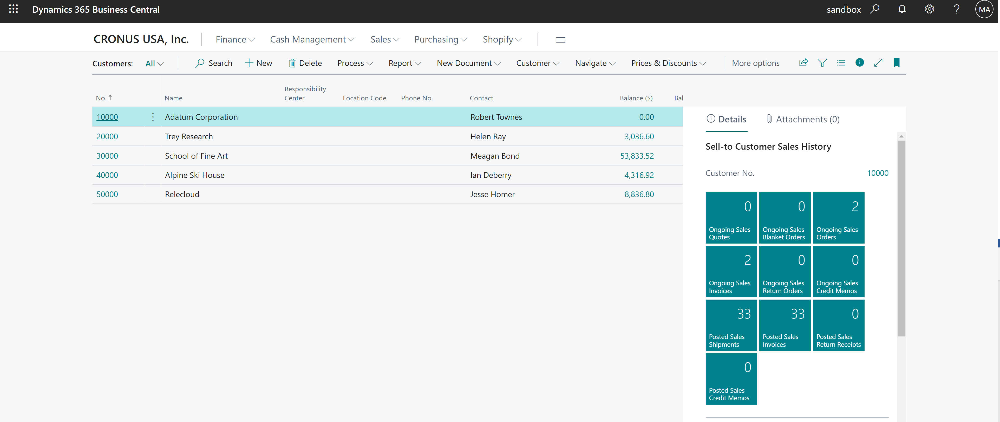 Dynamics 365 Business Central
sandbox
MA
CRONUS USA, Inc.
Finance
Cash Management
Sales
Purchasing
Shopify
Customers:
All
Search
New
Delete
Process
Report
New Document
Customer
Navigate
Prices & Discounts
More options
No. ↑
Name
Responsibility
Center
Location Code
Phone No.
Contact
Balance ($)
Bal
10000 Adatum Corporation Robert Townes 0.00
20000 Trey Research Helen Ray 3,036.60
30000 School of Fine Art Meagan Bond 53,833.52
40000 Alpine Ski House Ian Deberry 4,316.92
50000 Relecloud Jesse Homer 8,836.80
Details
Attachments (0)
Sell-to Customer Sales History
Customer No. 10000
0
Ongoing Sales
Quotes
0
Ongoing Sales
Blanket Orders
2
Ongoing Sales
Orders
2
Ongoing Sales
Invoices
0
Ongoing Sales
Return Orders
0
Ongoing Sales
Credit Memos
33
Posted Sales
Shipments
33
Posted Sales
Invoices
0
Posted Sales
Return Receipts
0
Posted Sales
Credit Memos